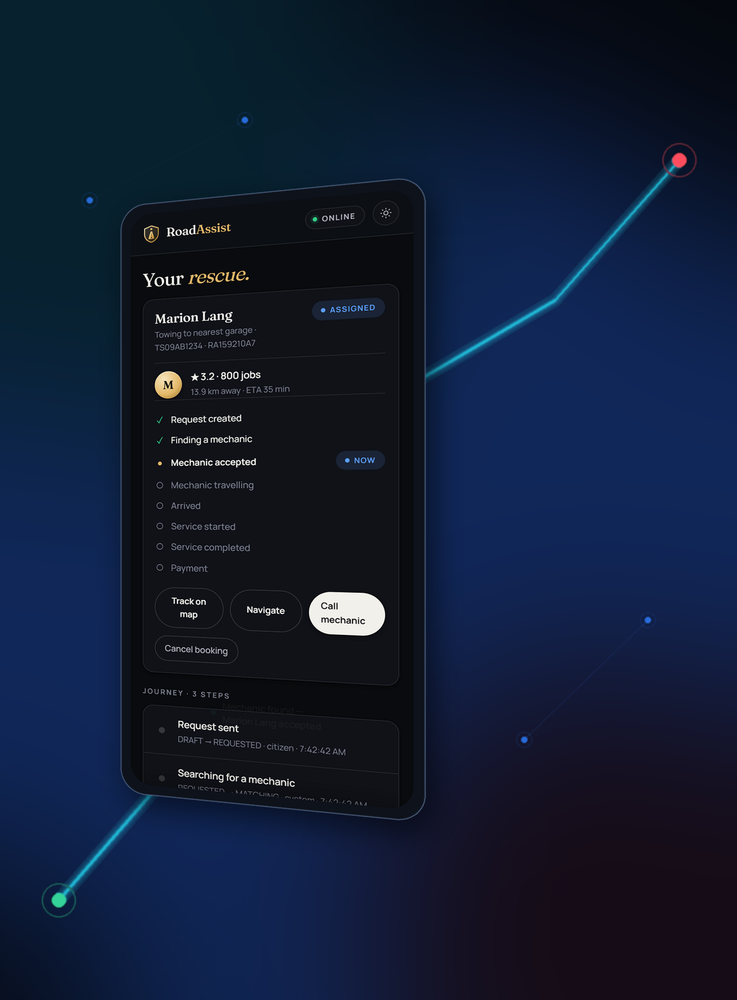 RoadAssist
ONLINE
Your rescue.
Marion Lang
ASSIGNED
Towing to nearest garage ·
TS09AB1234 · RA159210A7
M
★ 3.2 · 800 jobs
13.9 km away · ETA 35 min
✓ Request created
✓ Finding a mechanic
Mechanic accepted
NOW
Mechanic travelling
Arrived
Service started
Service completed
Payment
Track on
map
Navigate
Call
mechanic
Cancel booking
JOURNEY · 3 STEPS
Mechanic found —
Marion Lang accepted
Request sent
DRAFT → REQUESTED · citizen · 7:42:42 AM
Searching for a mechanic
REQUESTED → MATCHING · system · 7:42:42 AM